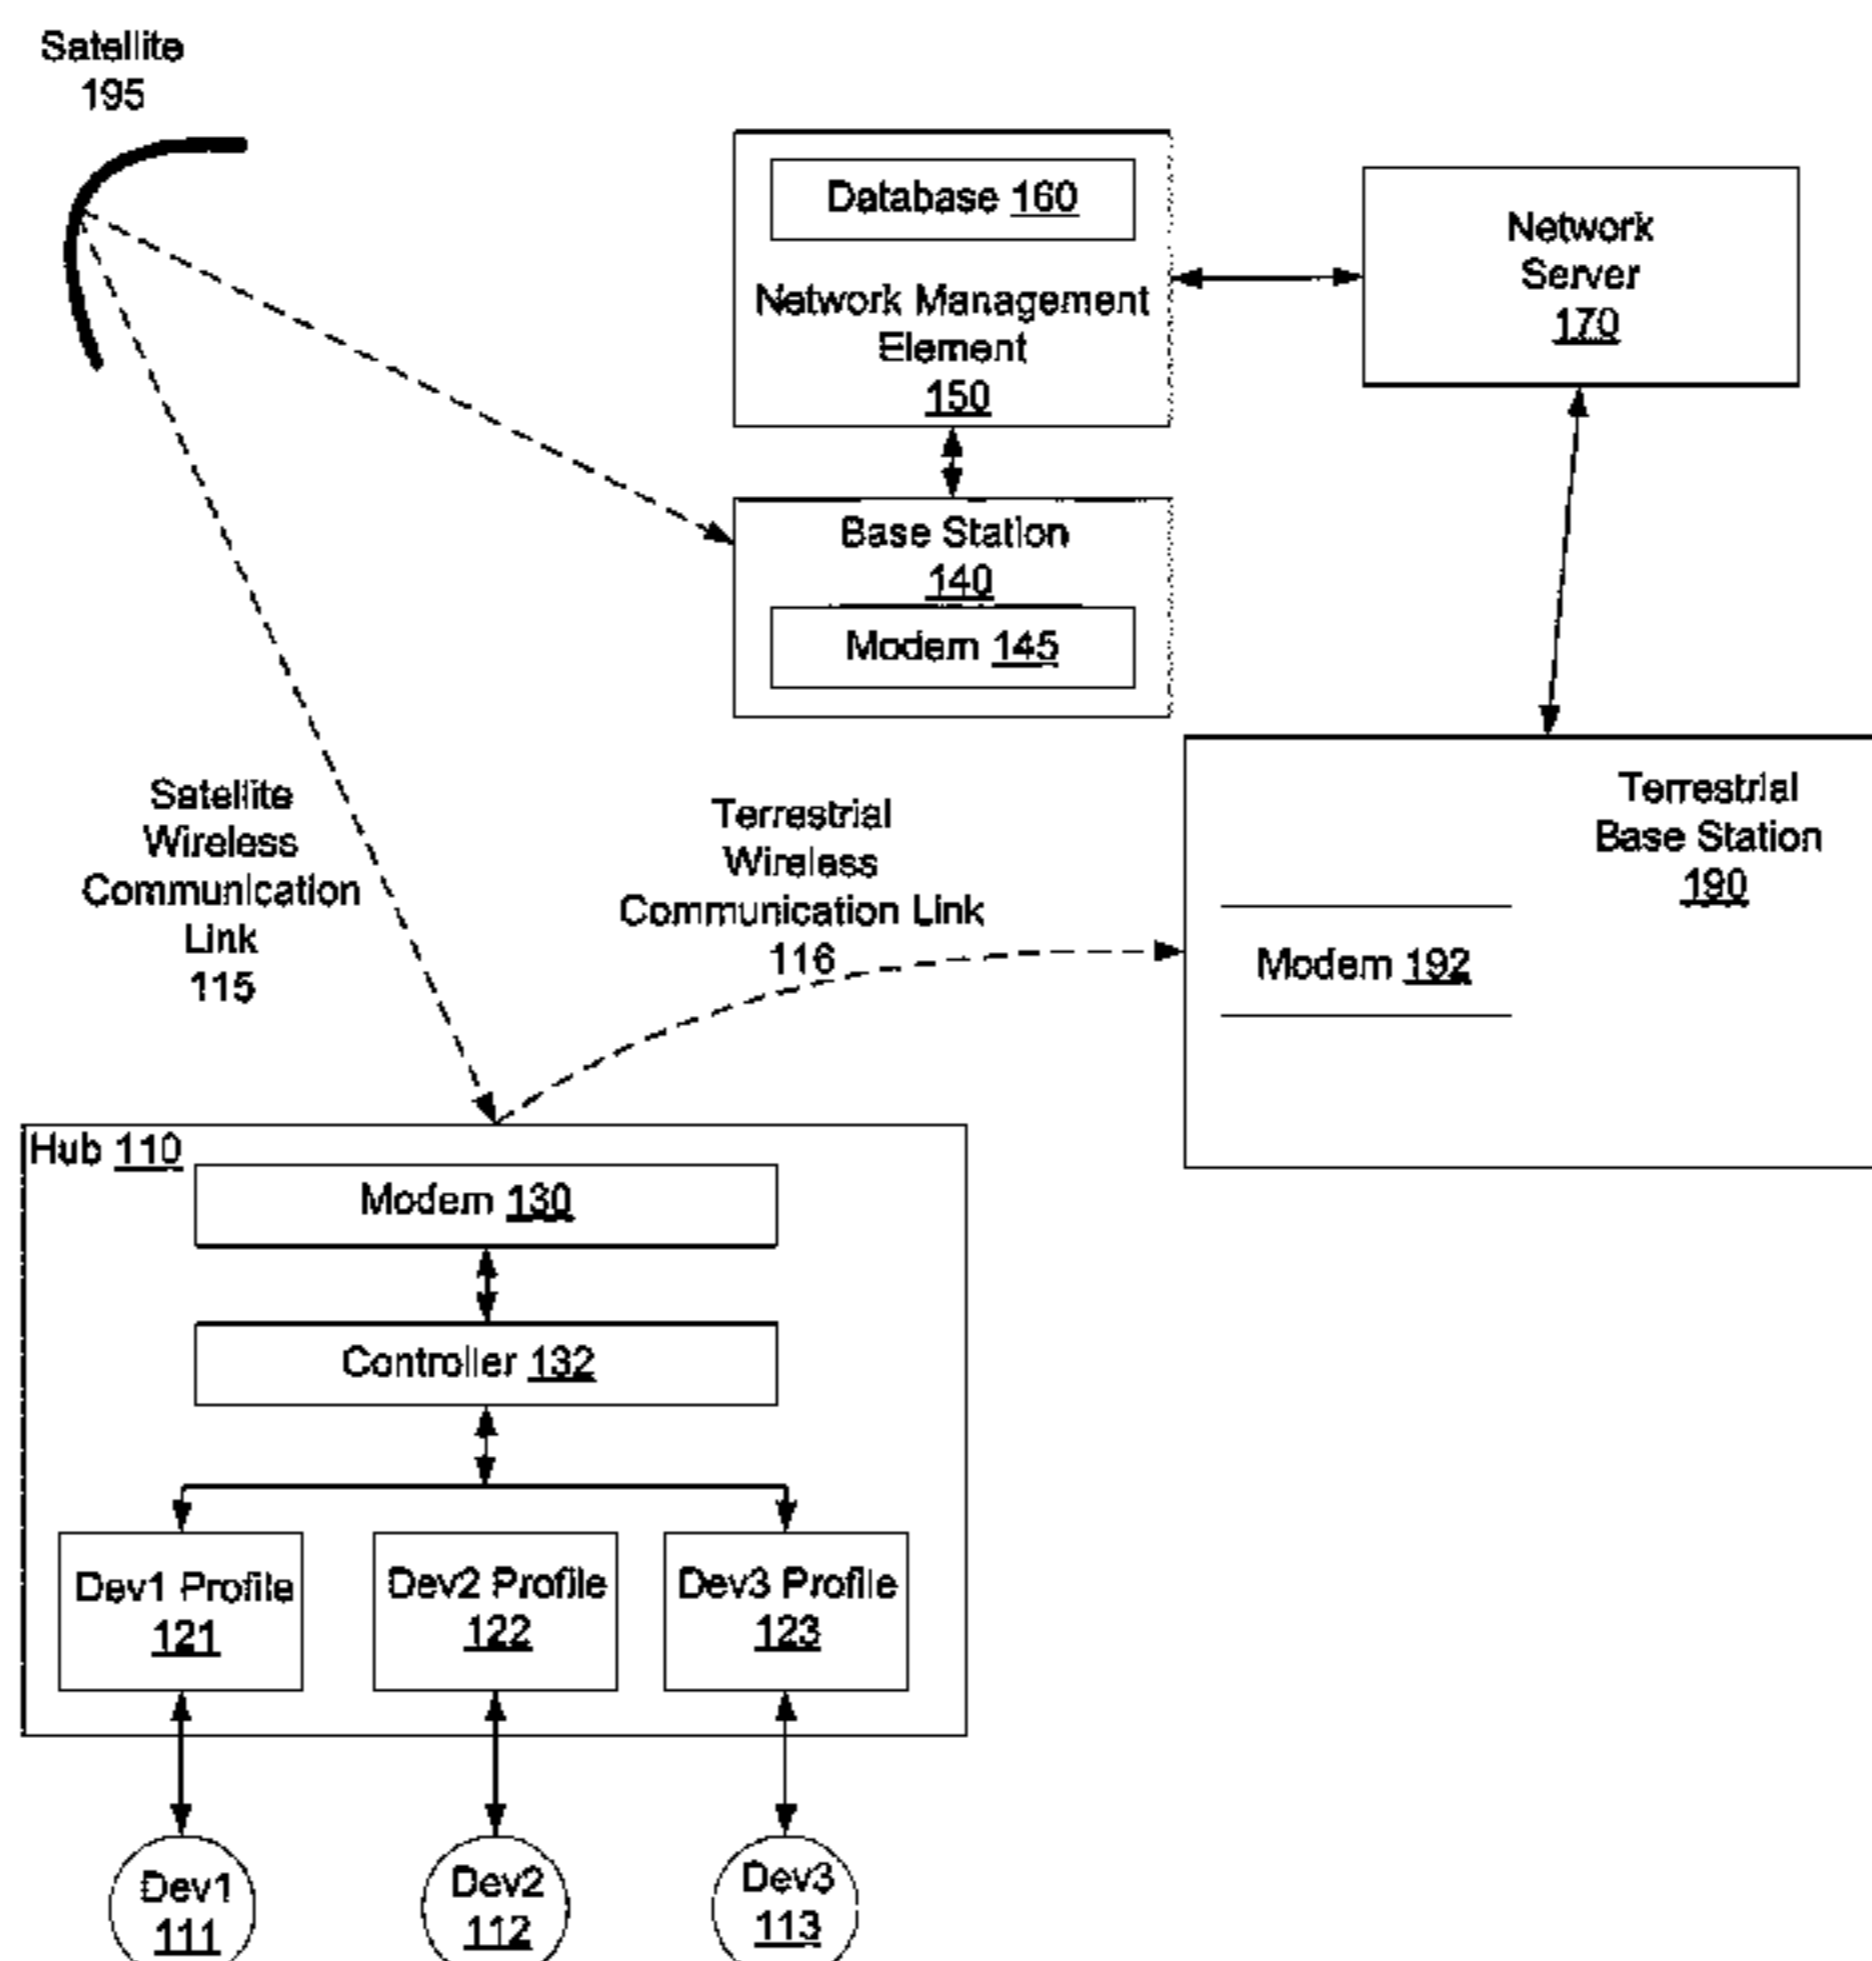 Satellite
195
Database 160
Network Management
Element
150
Network
Server
170
Base Station
140
Modem 145
Satellite
Wireless
Communication
Link
115
Terrestrial
Wireless
Communication Link
116
Terrestrial
Base Station
190
Modem 192
Hub 110
Modem 130
Controller 132
Dev1 Profile
121
Dev2 Profile
122
Dev3 Profile
123
Dev1
111
Dev2
112
Dev3
113